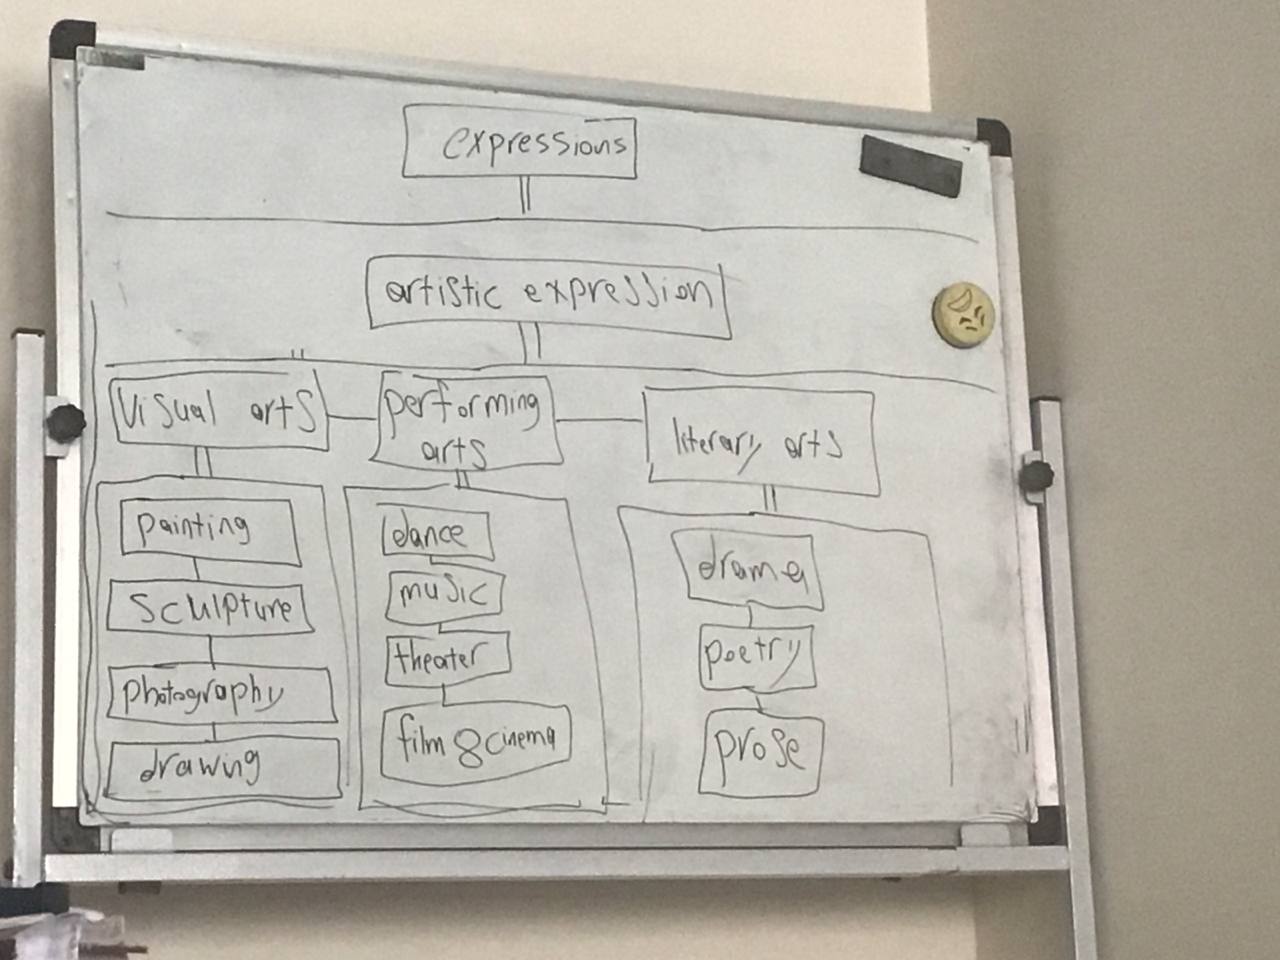 expressions
artistic expression
visual arts
performing
arts
literary arts
painting
sculpture
photography
drawing
dance
music
theater
film & cinema
drama
poetry
prose